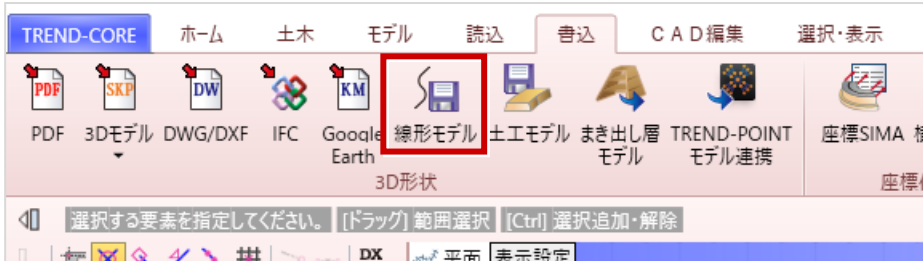 TREND-CORE ホーム 土木 モデル 読込 書込 ＣＡＤ編集 選択･表示
PDF SKP DW KM
PDF 3Dモデル DWG/DXF IFC Google Earth 線形モデル 土工モデル まき出し層モデル TREND-POINT モデル連携 座標SIMA
3D形状 座標
選択する要素を指定してください。 [ドラッグ] 範囲選択 [Ctrl] 選択追加･解除
DX 平面 表示設定